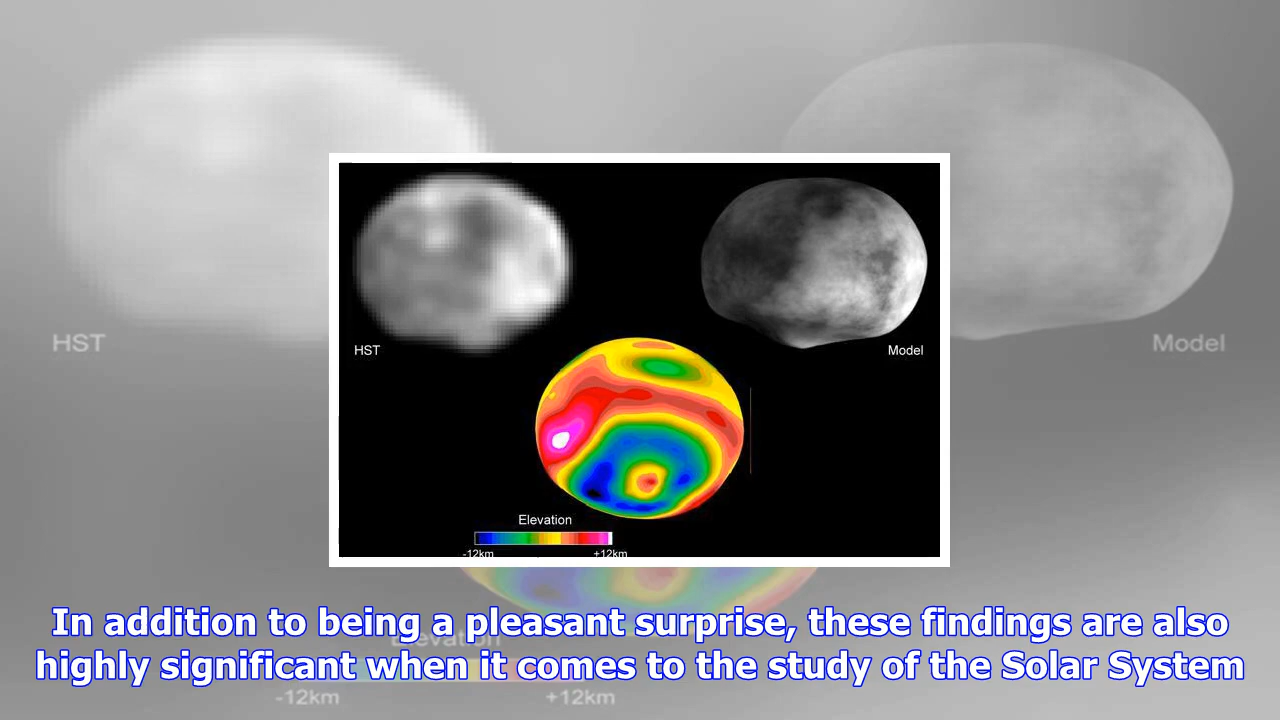 HST
Model
HST
Model
Elevation
-12km
+12km
Elevation
-12km
+12km
In addition to being a pleasant surprise, these findings are also
highly significant when it comes to the study of the Solar System